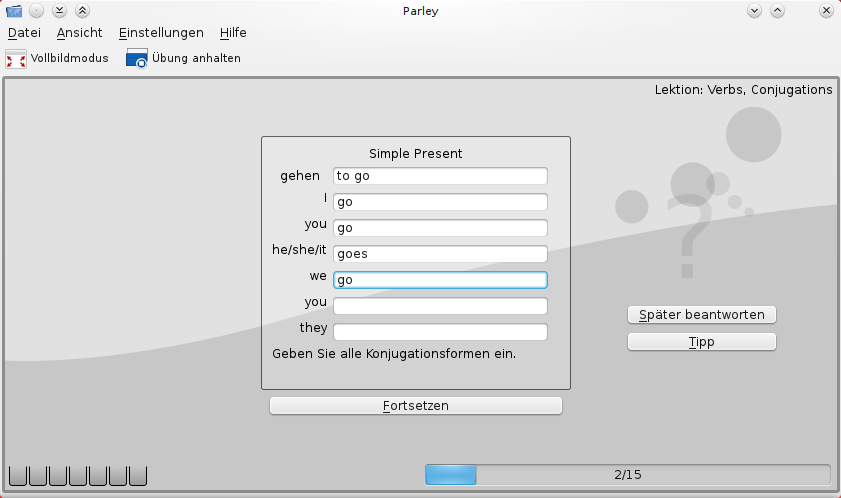 Parley
Datei Ansicht Einstellungen Hilfe
Vollbildmodus Übung anhalten
Lektion: Verbs, Conjugations
Simple Present
gehen to go
I go
you go
he/she/it goes
we go
you
they
Geben Sie alle Konjugationsformen ein.
?
Später beantworten
Tipp
Fortsetzen
2/15